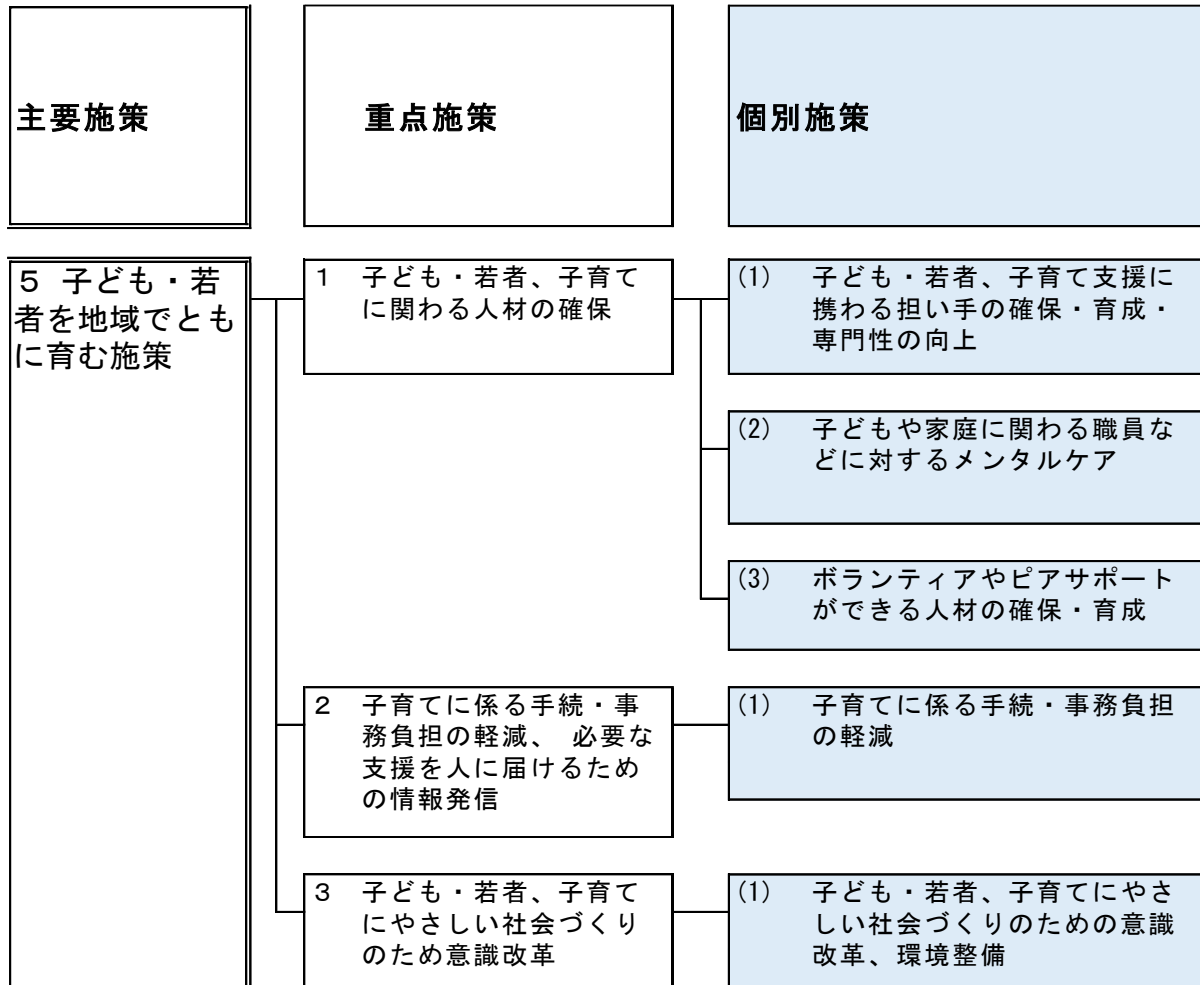 主要施策
重点施策
個別施策
５ 子ども・若
者を地域でとも
に育む施策
１ 子ども・若者、子育て
に関わる人材の確保
(1) 子ども・若者、子育て支援に
携わる担い手の確保・育成・
専門性の向上
(2) 子どもや家庭に関わる職員な
どに対するメンタルケア
(3) ボランティアやピアサポート
ができる人材の確保・育成
２ 子育てに係る手続・事
務負担の軽減、 必要な
支援を人に届けるため
の情報発信
(1) 子育てに係る手続・事務負担
の軽減
３ 子ども・若者、子育て
にやさしい社会づくり
のため意識改革
(1) 子ども・若者、子育てにやさ
しい社会づくりのための意識
改革、環境整備